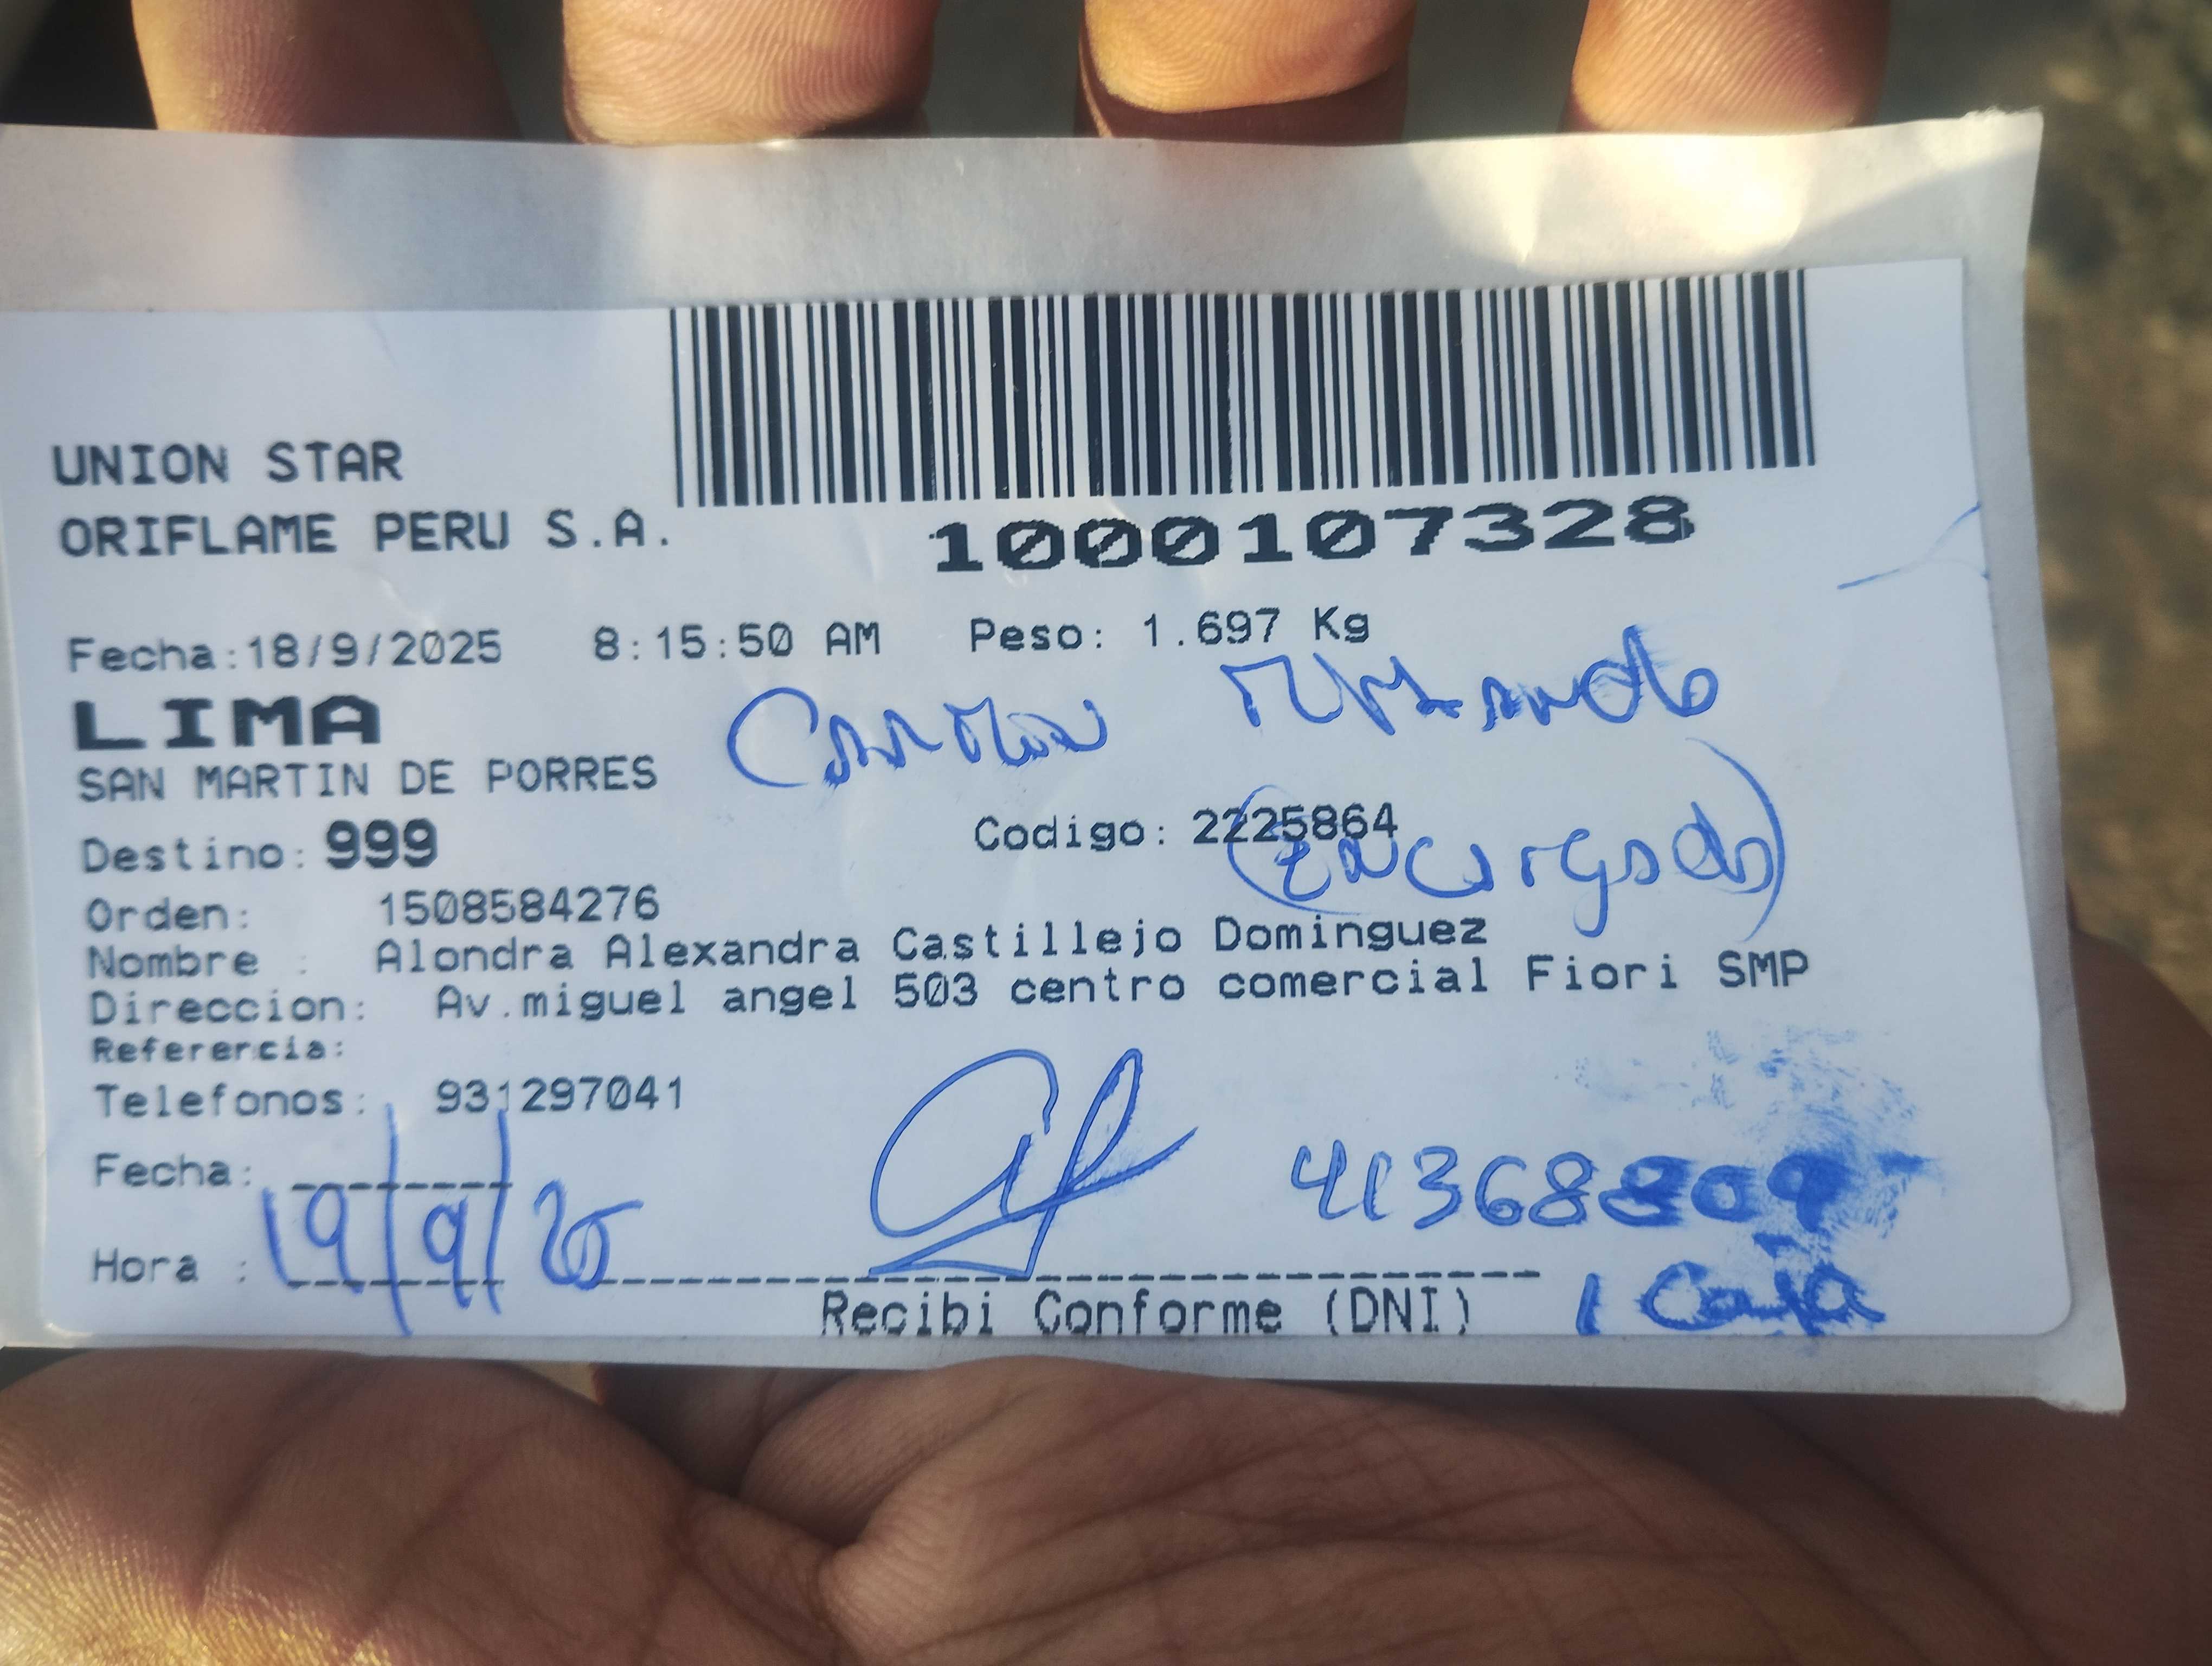 UNION STAR
ORIFLAME PERU S.A.
1000107328
Fecha:18/9/2025 8:15:50 AM Peso: 1.697 Kg
LIMA
SAN MARTIN DE PORRES
Destino: 999 Codigo: 2225864
(Encargado)
Orden: 1508584276
Nombre : Alondra Alexandra Castillejo Dominguez
Direccion: Av.miguel angel 503 centro comercial Fiori SMP
Referencia:
Telefonos: 931297041
Fecha: 19/9/25
41368809
Hora :
Recibi Conforme (DNI) 1 Caja